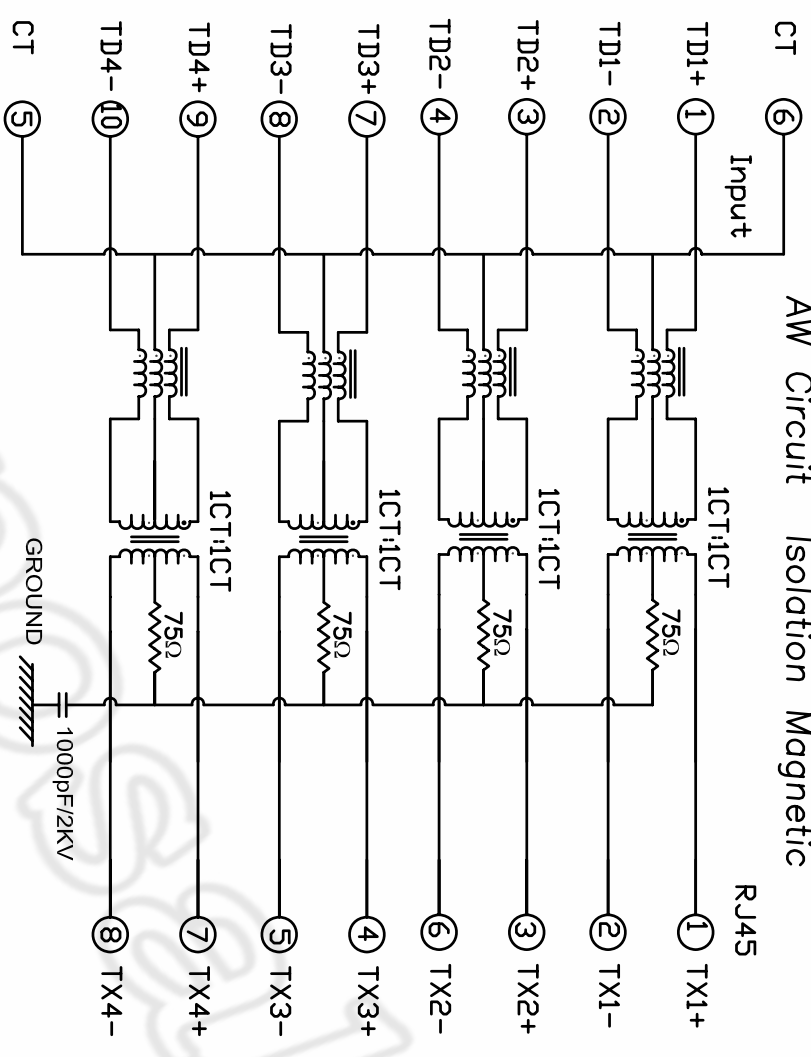 AW Circuit Isolation Magnetic
Input
RJ45
CT 6
TD1+ 1
1 TX1+
1CT:1CT
75Ω
TD1- 2
2 TX1-
TD2+ 3
3 TX2+
1CT:1CT
75Ω
TD2- 4
6 TX2-
TD3+ 7
4 TX3+
1CT:1CT
75Ω
TD3- 8
5 TX3-
TD4+ 9
7 TX4+
1CT:1CT
75Ω
TD4- 10
8 TX4-
1000pF/2KV
GROUND
CT 5